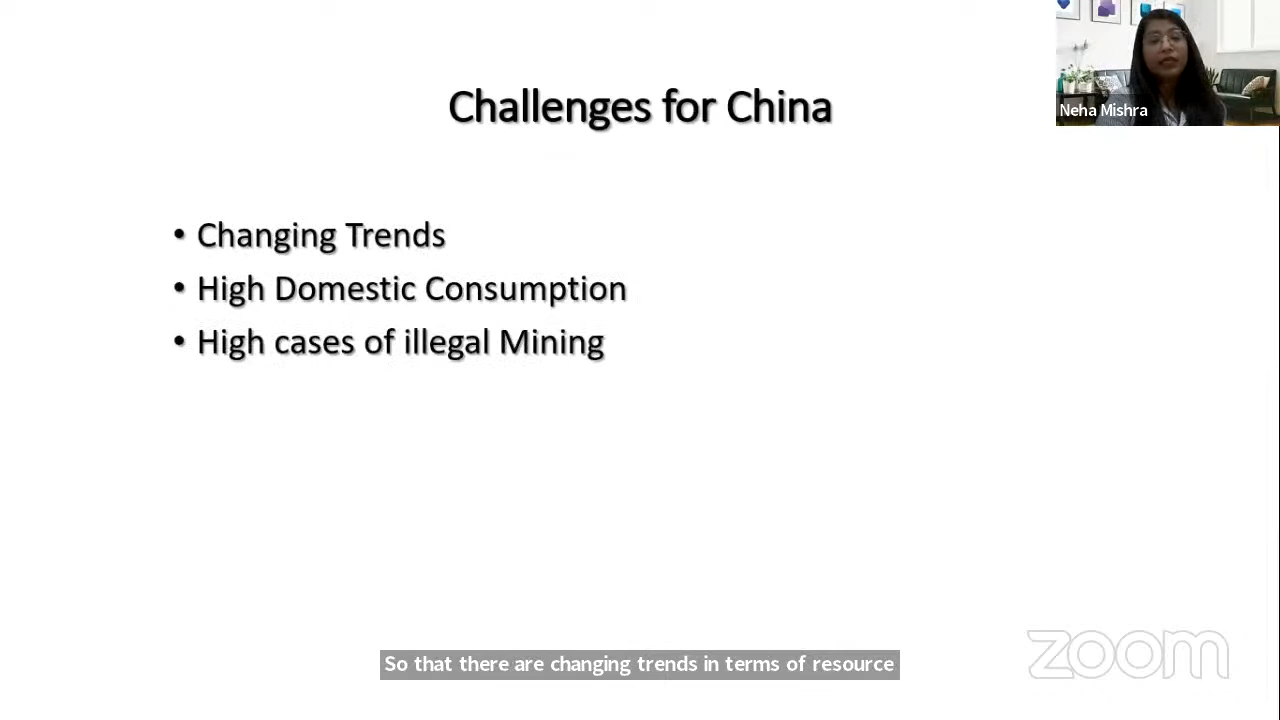 Challenges for China
Neha Mishra
• Changing Trends
• High Domestic Consumption
• High cases of illegal Mining
So that there are changing trends in terms of resource
zoom